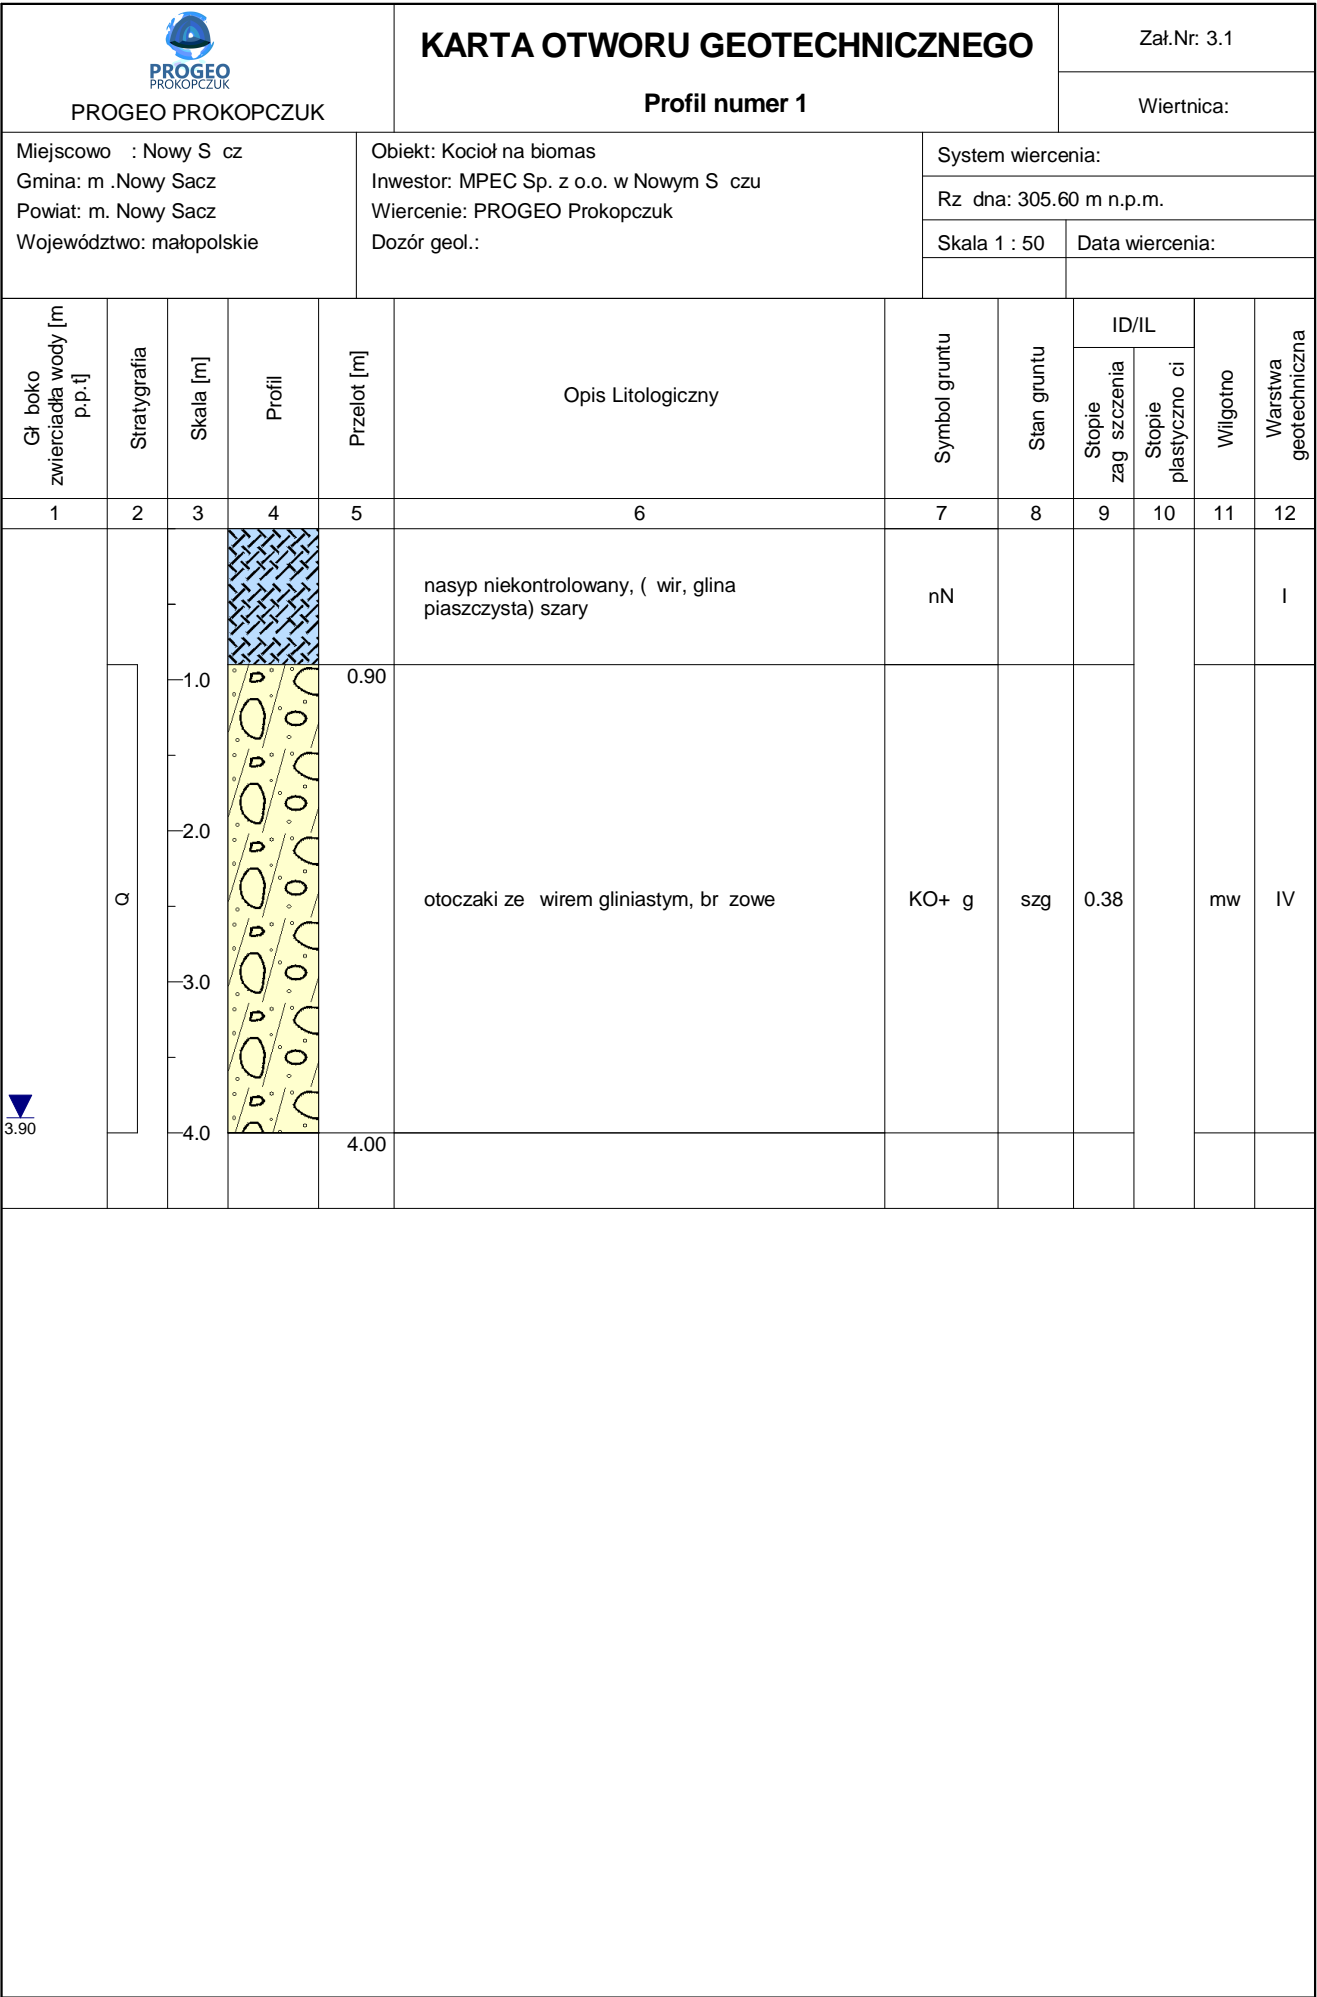 PROGEO
PROKOPCZUK
PROGEO PROKOPCZUK
KARTA OTWORU GEOTECHNICZNEGO
Profil numer 1
Zał.Nr: 3.1
Wiertnica:
Miejscowo : Nowy S cz
Gmina: m .Nowy Sacz
Powiat: m. Nowy Sacz
Województwo: małopolskie
Obiekt: Kocioł na biomas
Inwestor: MPEC Sp. z o.o. w Nowym S czu
Wiercenie: PROGEO Prokopczuk
Dozór geol.:
System wiercenia:
Rz dna: 305.60 m n.p.m.
Skala 1 : 50
Data wiercenia:
Gł boko
zwierciadła wody [m
p.p.t]
Stratygrafia
Skala [m]
Profil
Przelot [m]
Opis Litologiczny
Symbol gruntu
Stan gruntu
ID/IL
Stopie
zag szczenia
Stopie
plastyczno ci
Wilgotno
Warstwa
geotechniczna
1 2 3 4 5 6 7 8 9 10 11 12
nasyp niekontrolowany, ( wir, glina
piaszczysta) szary
nN
I
1.0
0.90
2.0
Q
otoczaki ze wirem gliniastym, br zowe
KO+ g
szg
0.38
mw
IV
3.0
3.90
4.0
4.00